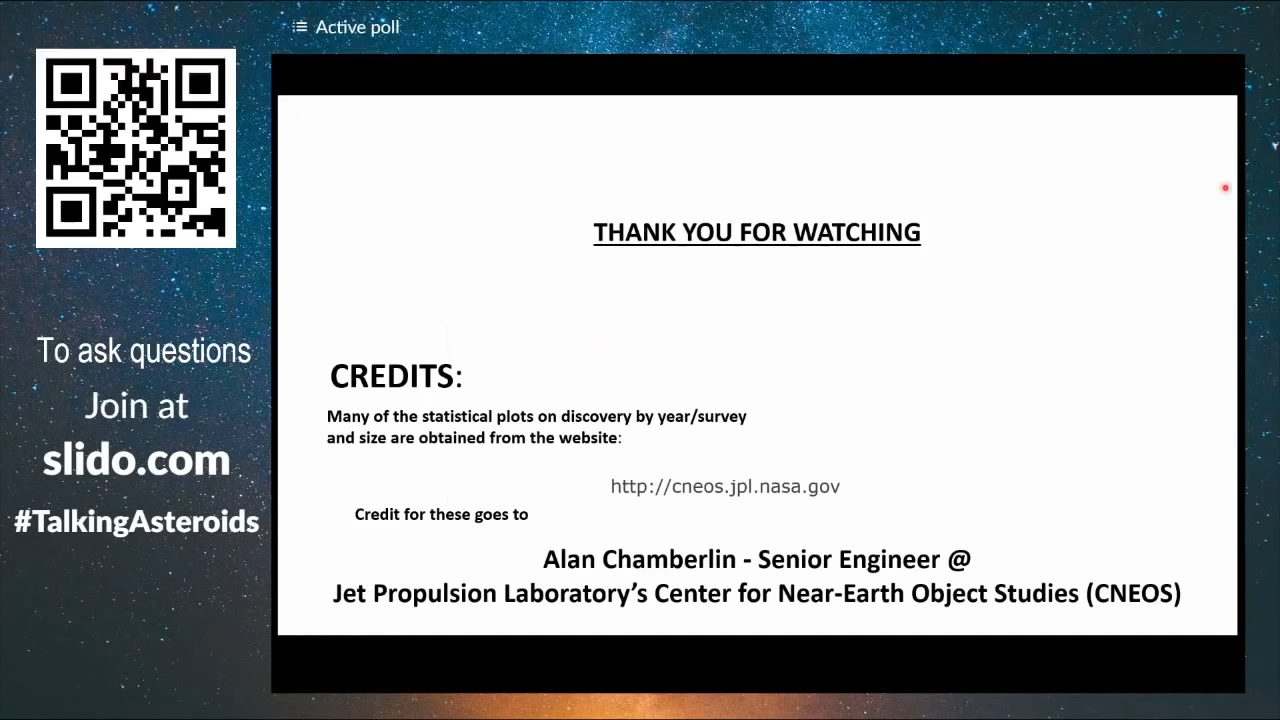 Active poll
To ask questions
Join at
slido.com
#TalkingAsteroids
THANK YOU FOR WATCHING
CREDITS:
Many of the statistical plots on discovery by year/survey
and size are obtained from the website:
http://cneos.jpl.nasa.gov
Credit for these goes to
Alan Chamberlin - Senior Engineer @
Jet Propulsion Laboratory’s Center for Near-Earth Object Studies (CNEOS)